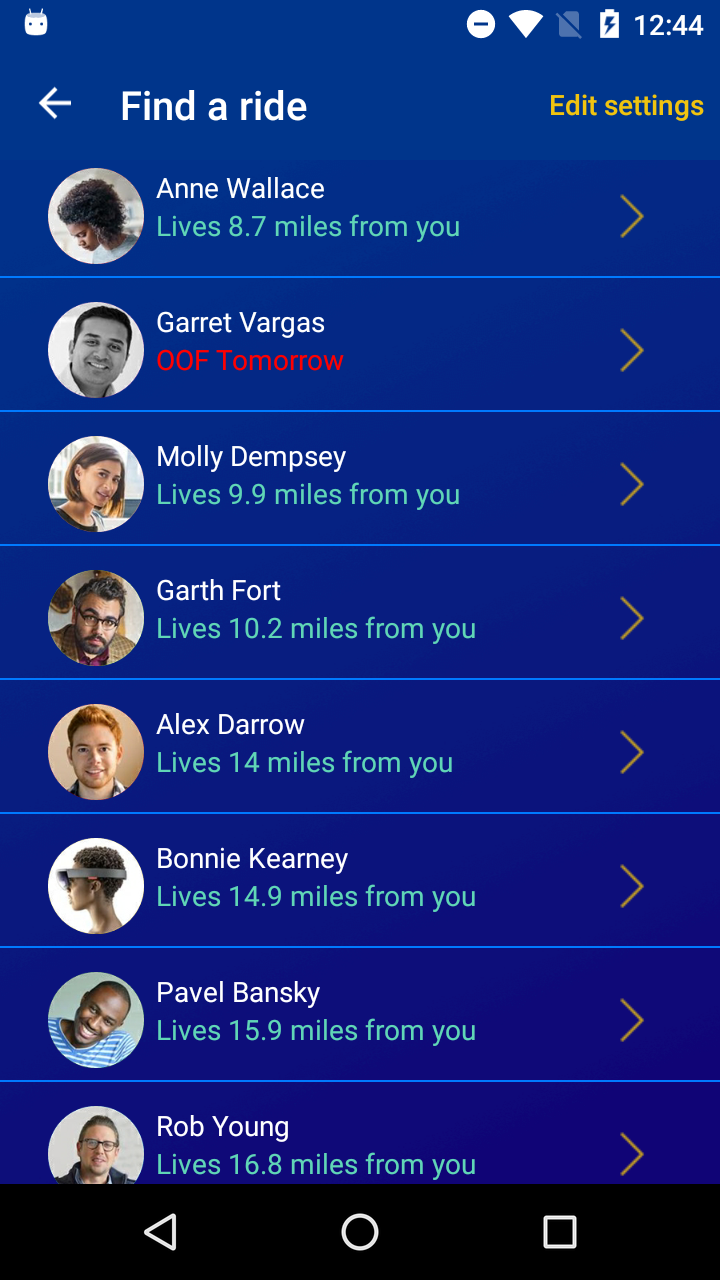 12:44
Find a ride
Edit settings
Anne Wallace
Lives 8.7 miles from you
Garret Vargas
OOF Tomorrow
Molly Dempsey
Lives 9.9 miles from you
Garth Fort
Lives 10.2 miles from you
Alex Darrow
Lives 14 miles from you
Bonnie Kearney
Lives 14.9 miles from you
Pavel Bansky
Lives 15.9 miles from you
Rob Young
Lives 16.8 miles from you